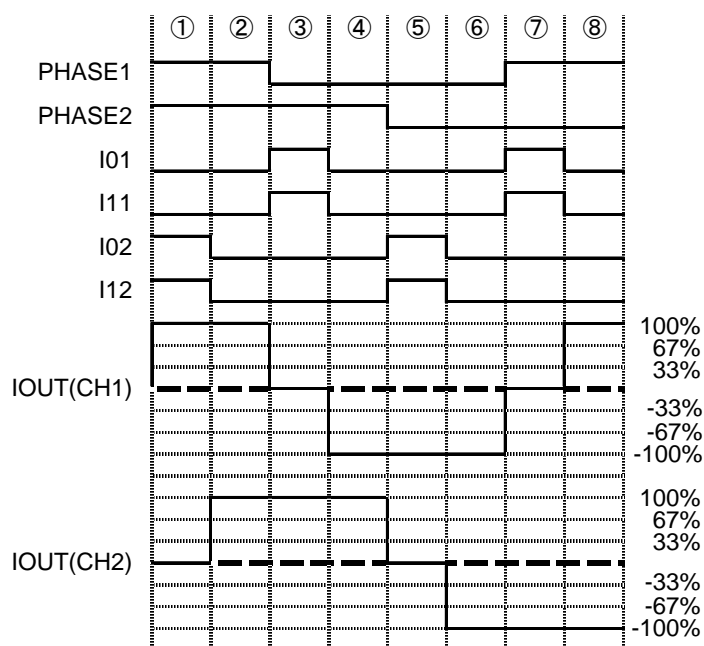 ① ② ③ ④ ⑤ ⑥ ⑦ ⑧
PHASE1
PHASE2
I01
I11
I02
I12
100%
67%
33%
IOUT(CH1)
-33%
-67%
-100%
100%
67%
33%
IOUT(CH2)
-33%
-67%
-100%